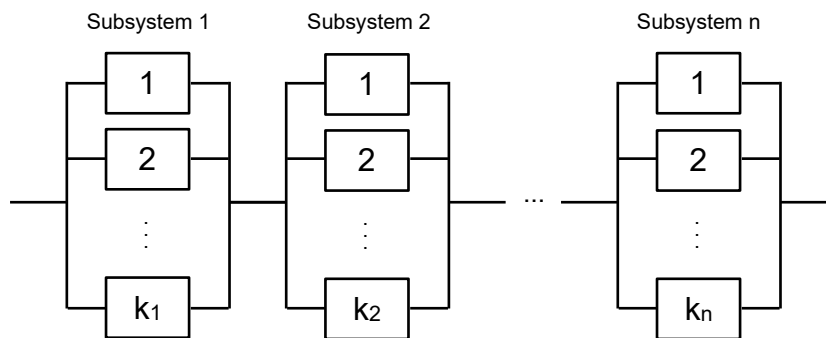 Subsystem 1 Subsystem 2 Subsystem n
1 1 1
2 2 ... 2
⋮ ⋮ ⋮
k₁ k₂ kₙ